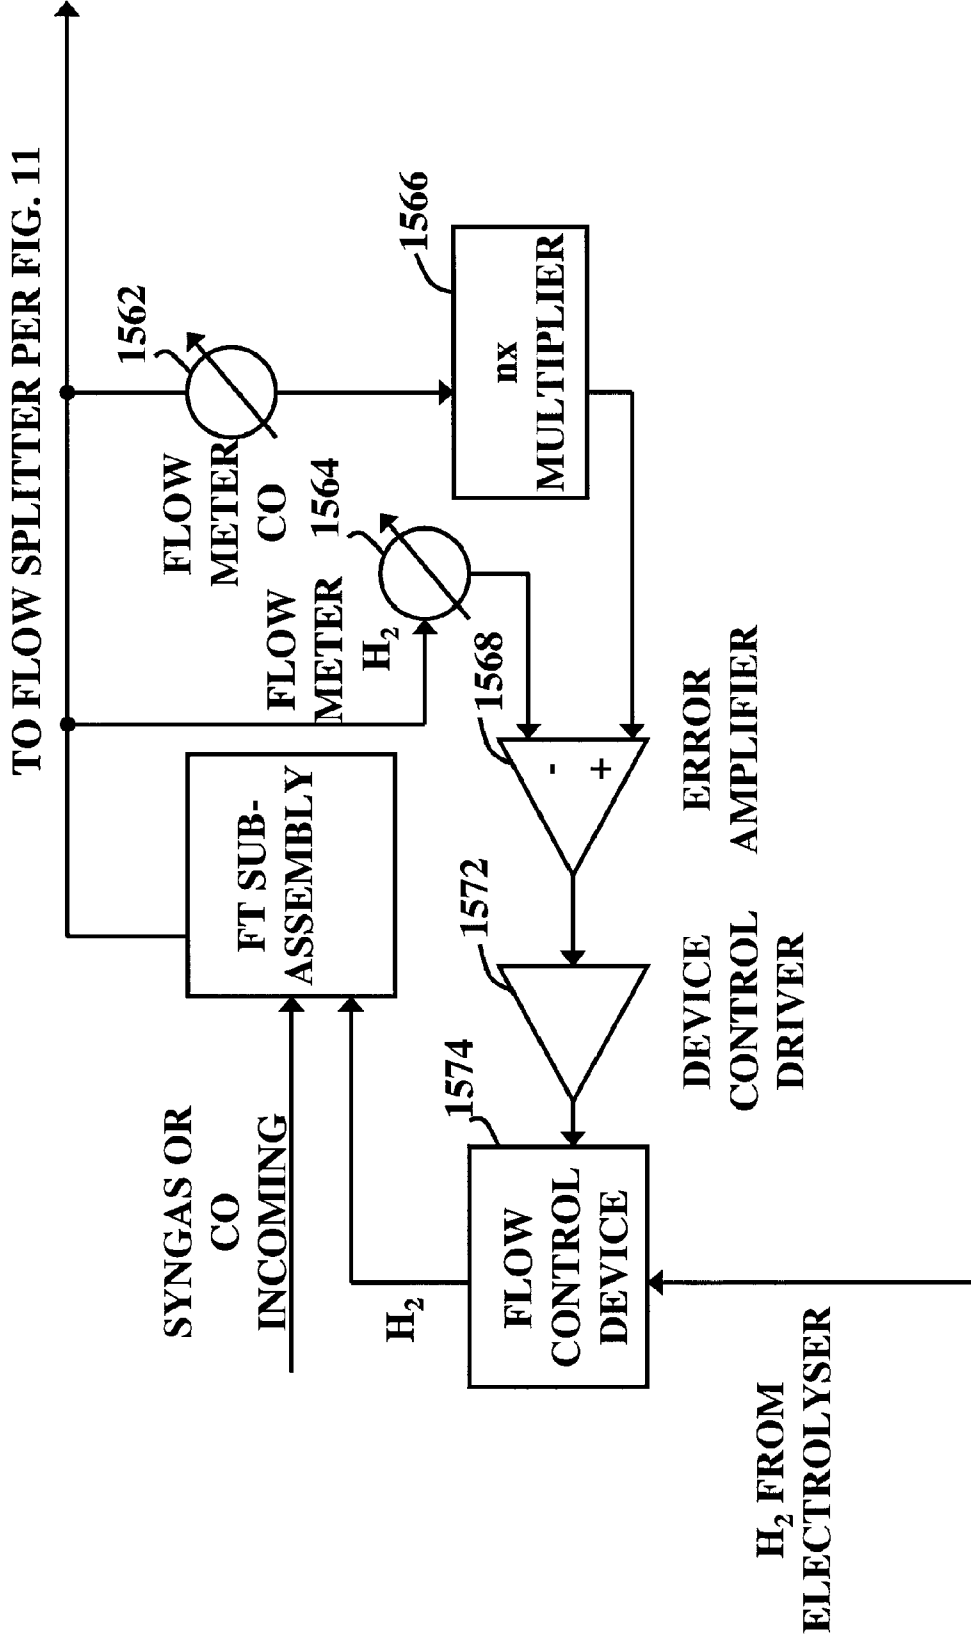 TO FLOW SPLITTER PER FIG. 11
SYNGAS OR
CO
INCOMING
FT SUB-
ASSEMBLY
FLOW
METER
CO
1562
FLOW
METER
H₂
1564
1566
nx
MULTIPLIER
H₂
1574
FLOW
CONTROL
DEVICE
1572
1568
-
+
DEVICE
CONTROL
DRIVER
ERROR
AMPLIFIER
H₂ FROM
ELECTROLYSER